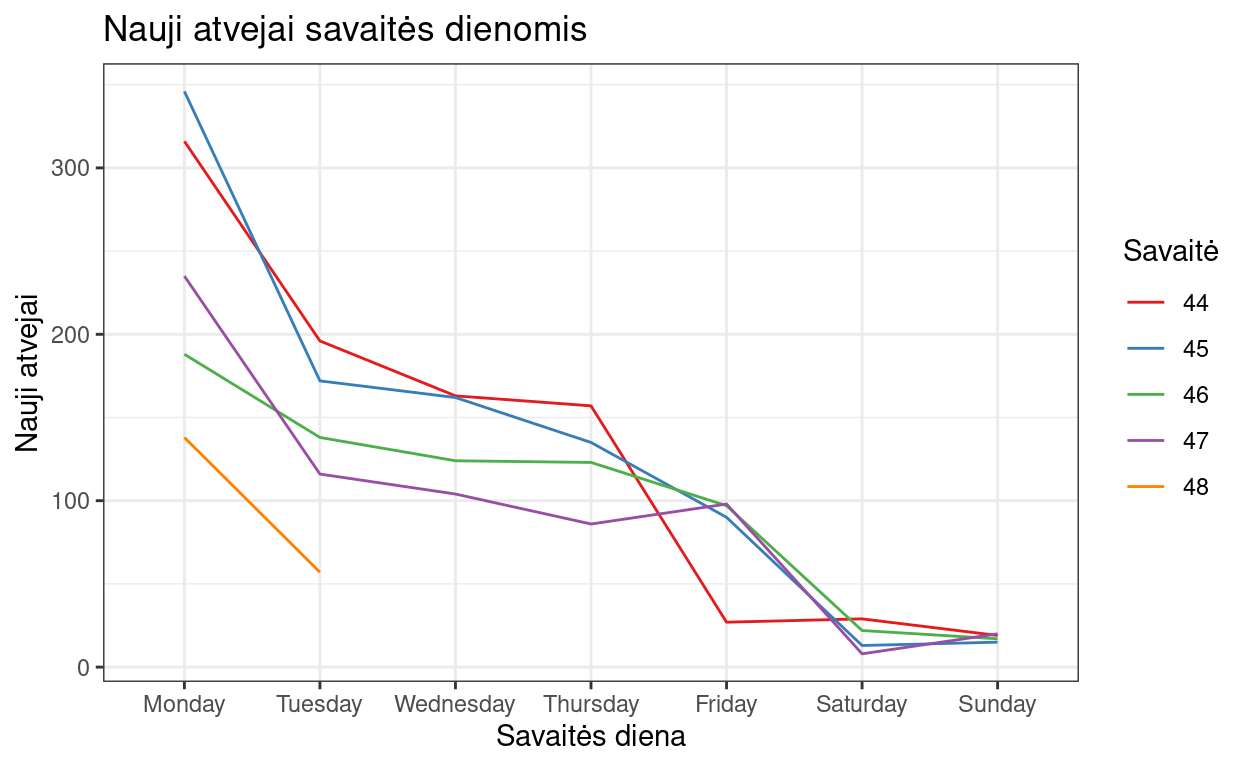 Nauji atvejai savaitės dienomis
Nauji atvejai
300
200
100
0
Monday Tuesday Wednesday Thursday Friday Saturday Sunday
Savaitės diena
Savaitė
44
45
46
47
48